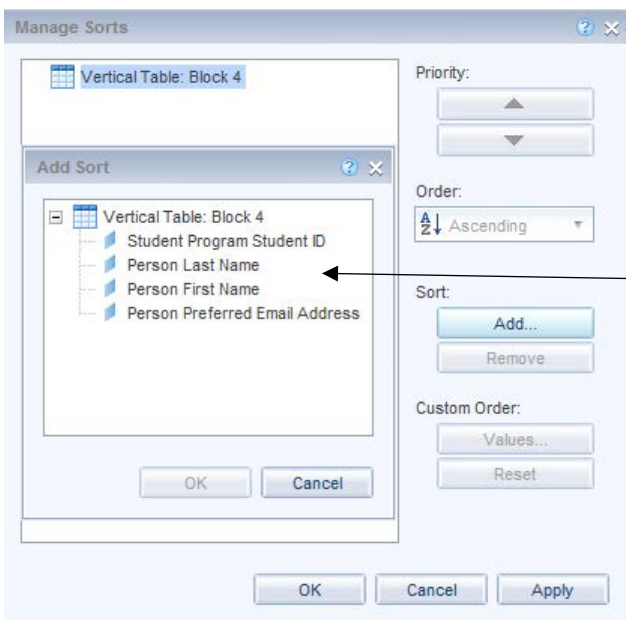 Manage Sorts
Vertical Table: Block 4
Priority:
Add Sort
Order:
Vertical Table: Block 4
Ascending
Student Program Student ID
Person Last Name
Person First Name
Sort:
Person Preferred Email Address
Add...
Remove
Custom Order:
Values...
OK
Cancel
Reset
OK
Cancel
Apply